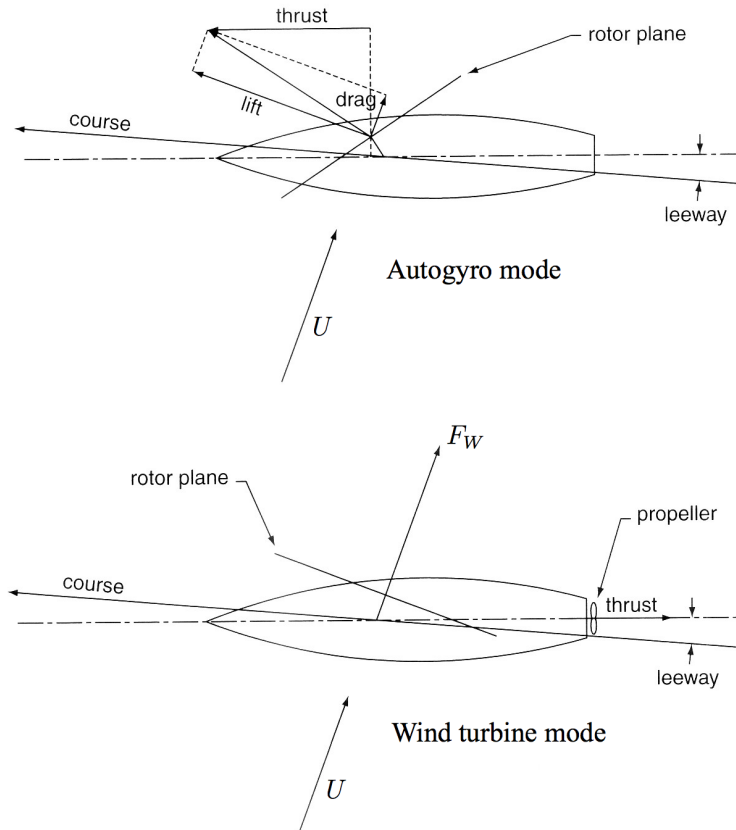 thrust
rotor plane
drag
lift
course
leeway
Autogyro mode
U
F_W
rotor plane
propeller
course
thrust
leeway
Wind turbine mode
U